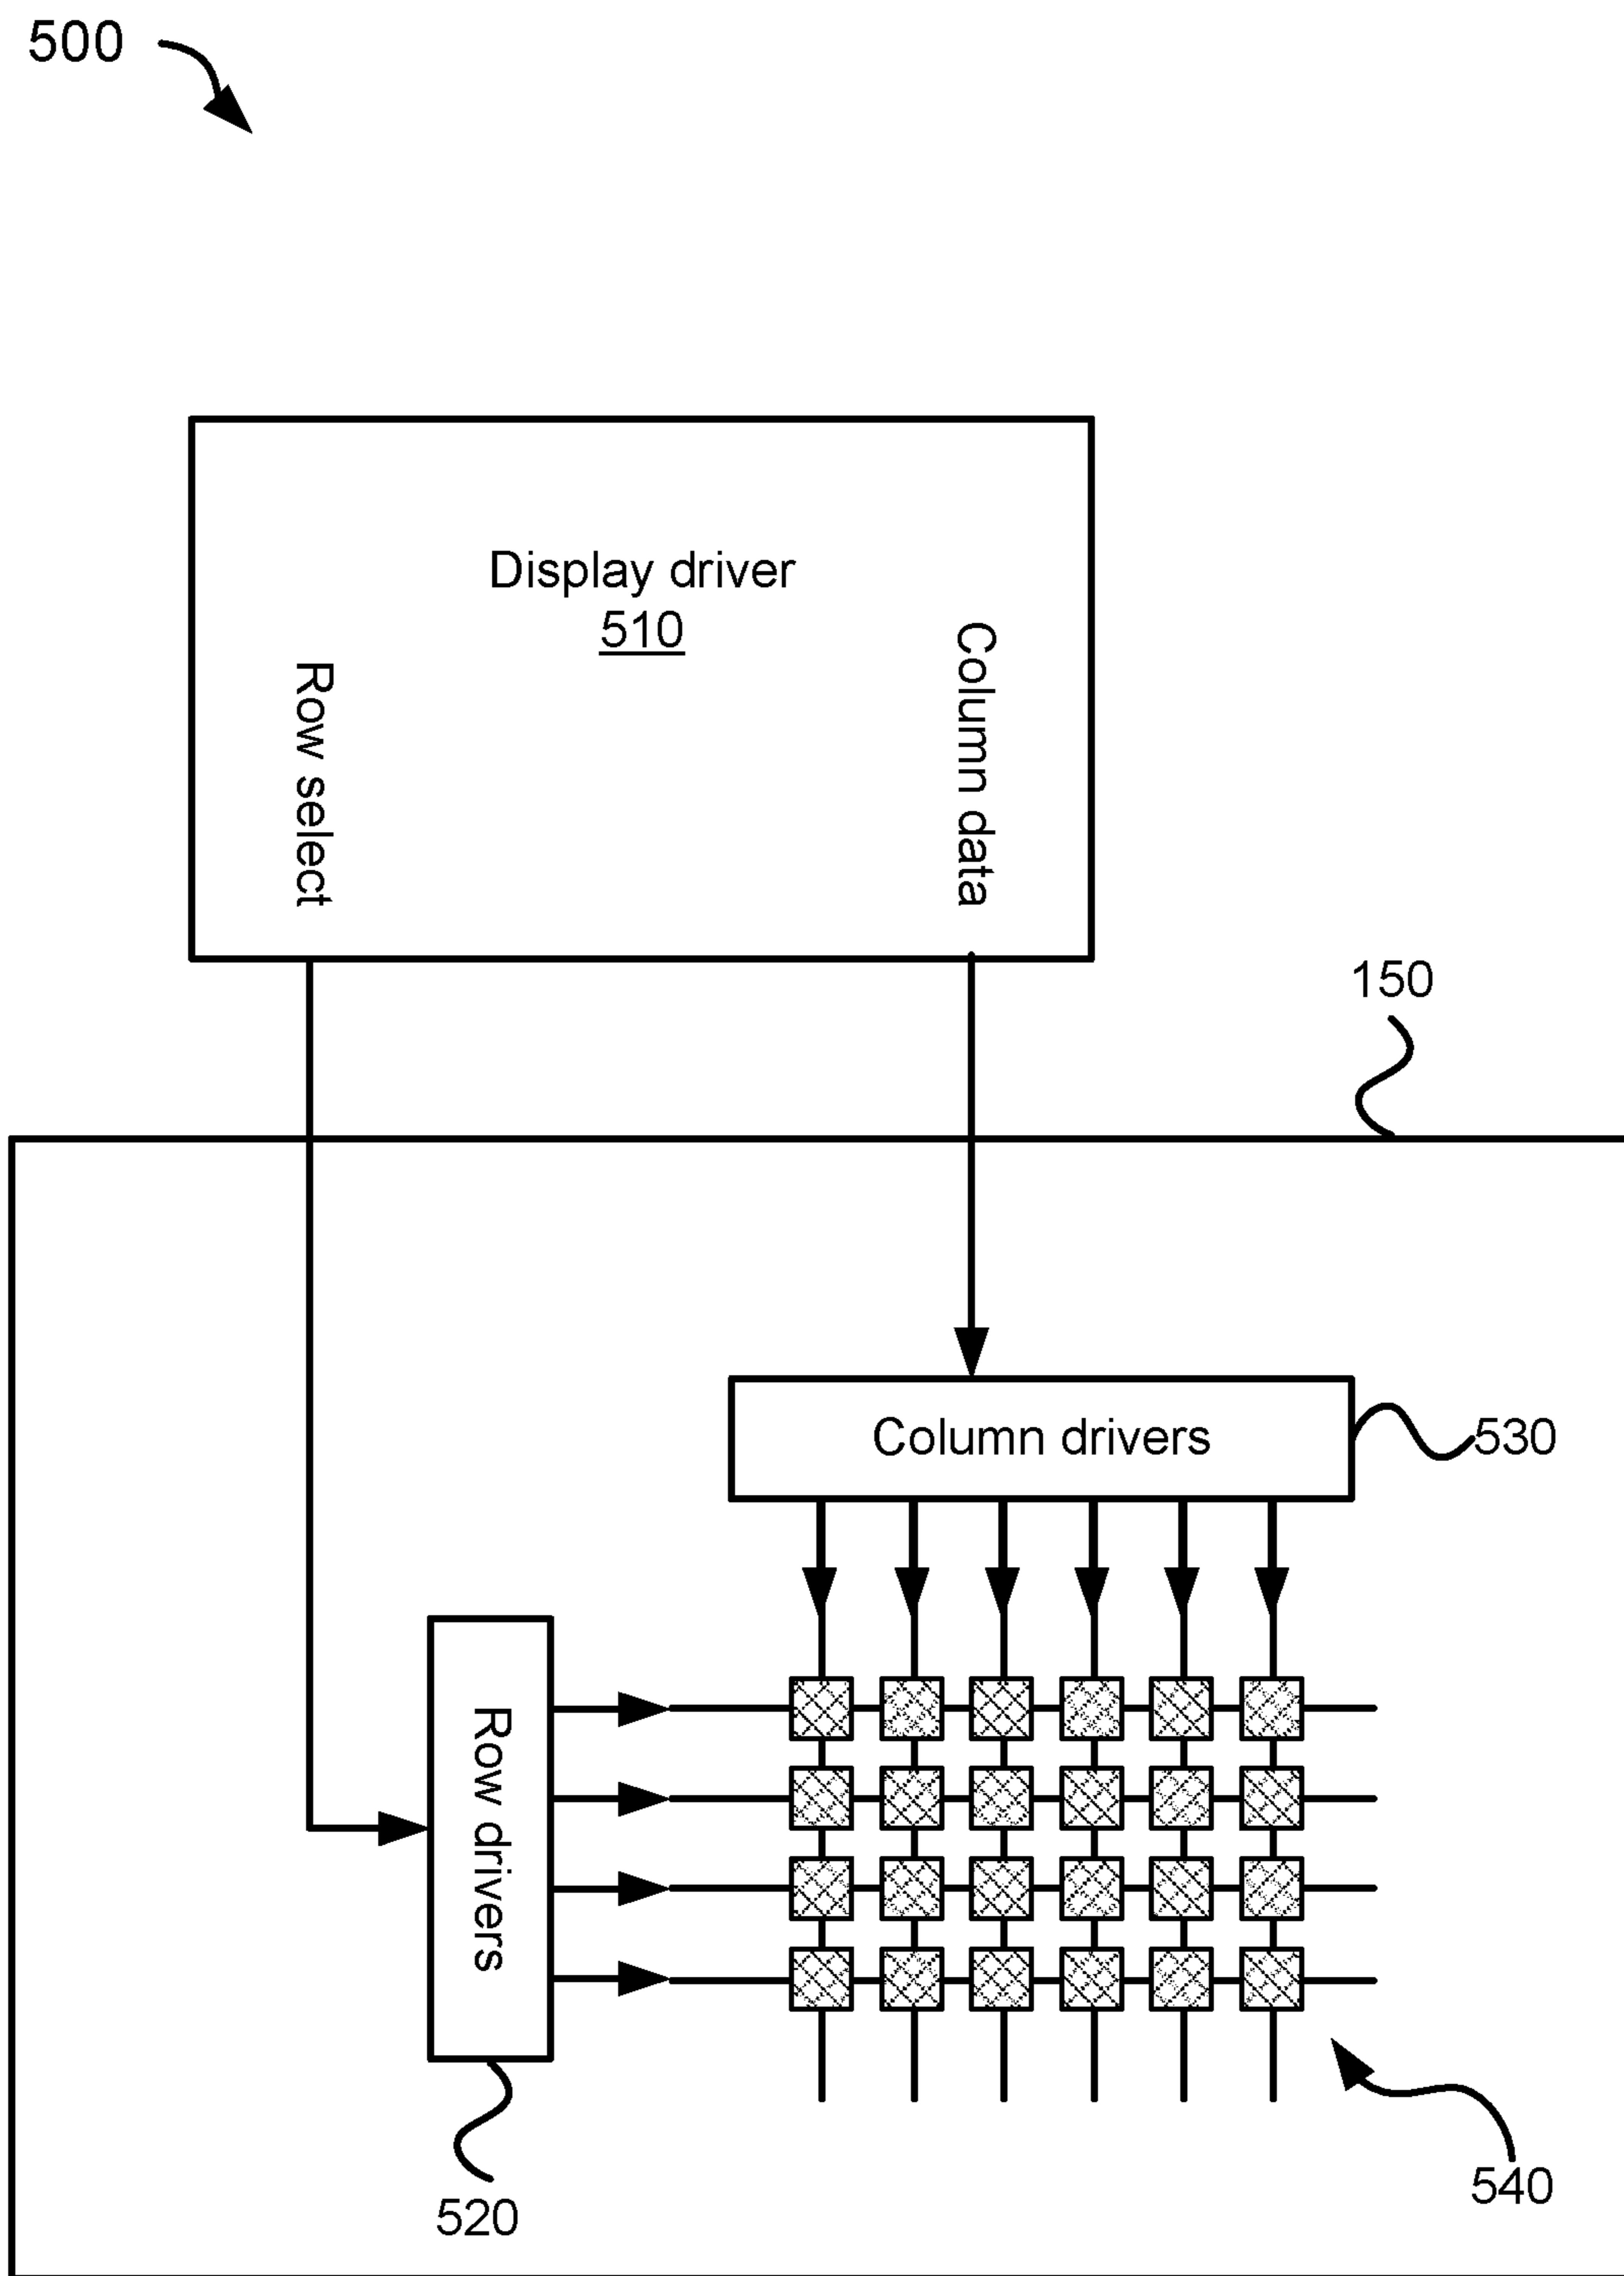 500
Display driver
510
Row select
Column data
150
Column drivers
530
Row drivers
520
540